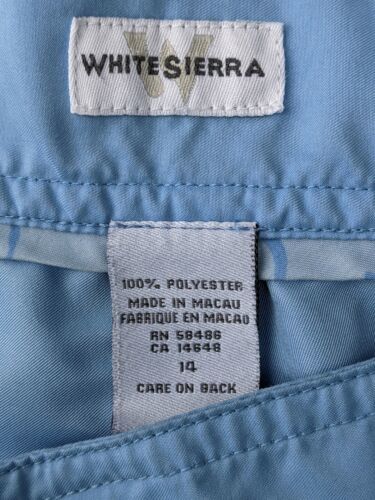 WHITESIERRA
100% POLYESTER
MADE IN MACAU
FABRIQUE EN MACAO
RN 58486
CA 14648
14
CARE ON BACK